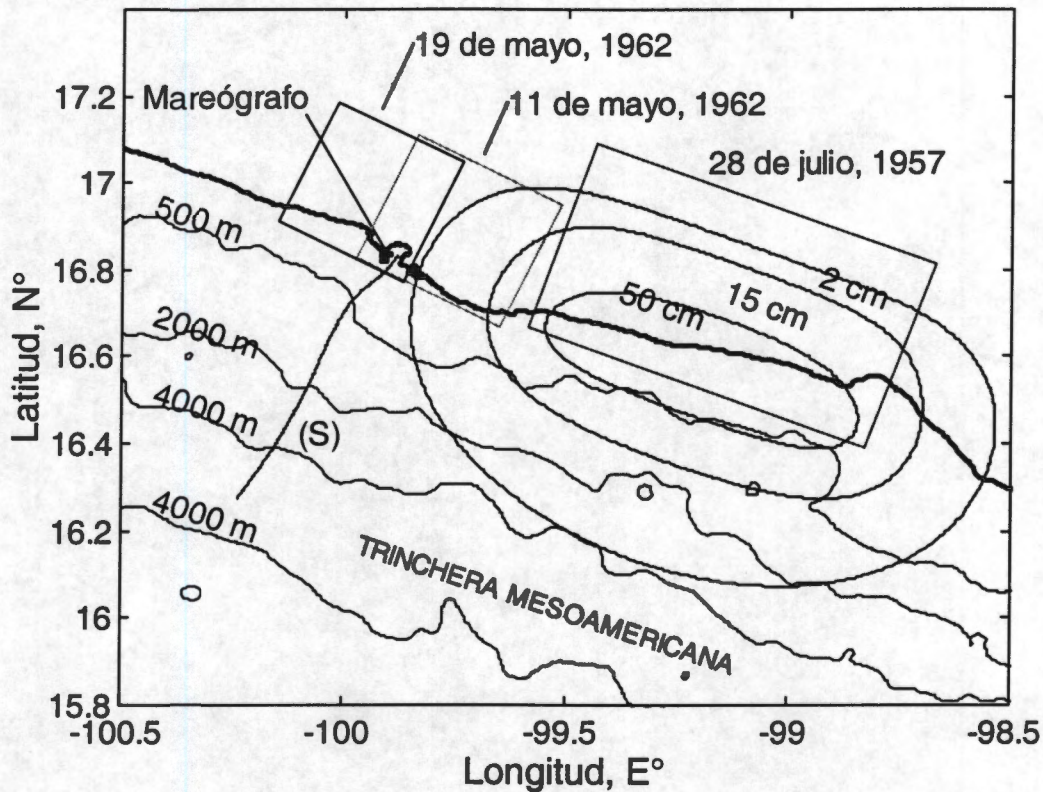 19 de mayo, 1962
Mareógrafo
11 de mayo, 1962
28 de julio, 1957
17.2
17
16.8
16.6
16.4
16.2
16
15.8
Latitud, N°
500 m
2000 m
4000 m
4000 m
(S)
50 cm
15 cm
2 cm
TRINCHERA MESOAMERICANA
-100.5
-100
-99.5
-99
-98.5
Longitud, E°